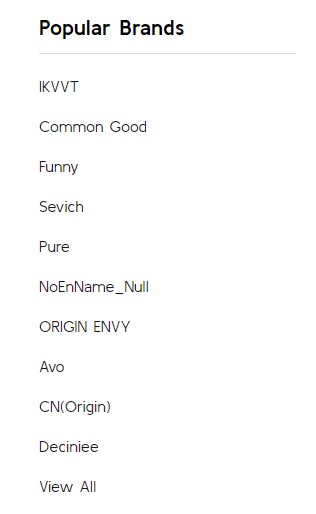 Popular Brands
IKVVT
Common Good
Funny
Sevich
Pure
NoEnName_Null
ORIGIN ENVY
Avo
CN(Origin)
Deciniee
View All